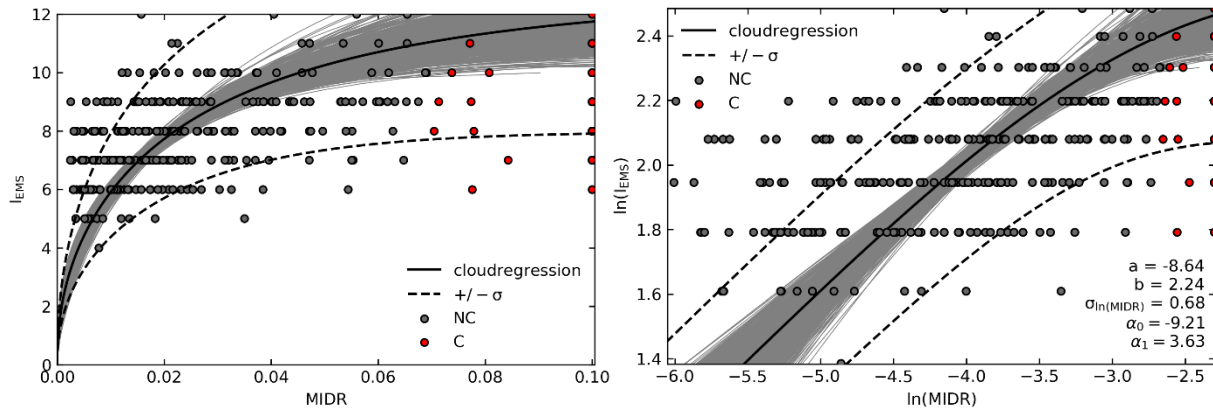 12
10
8
6
4
2
0
I_EMS
0.00
0.02
0.04
0.06
0.08
0.10
MIDR
cloudregression
+/− σ
NC
C
2.4
2.2
2.0
1.8
1.6
1.4
ln(I_EMS)
cloudregression
+/− σ
NC
C
a = -8.64
b = 2.24
σ_ln(MIDR) = 0.68
α_0 = -9.21
α_1 = 3.63
−6.0
−5.5
−5.0
−4.5
−4.0
−3.5
−3.0
−2.5
ln(MIDR)